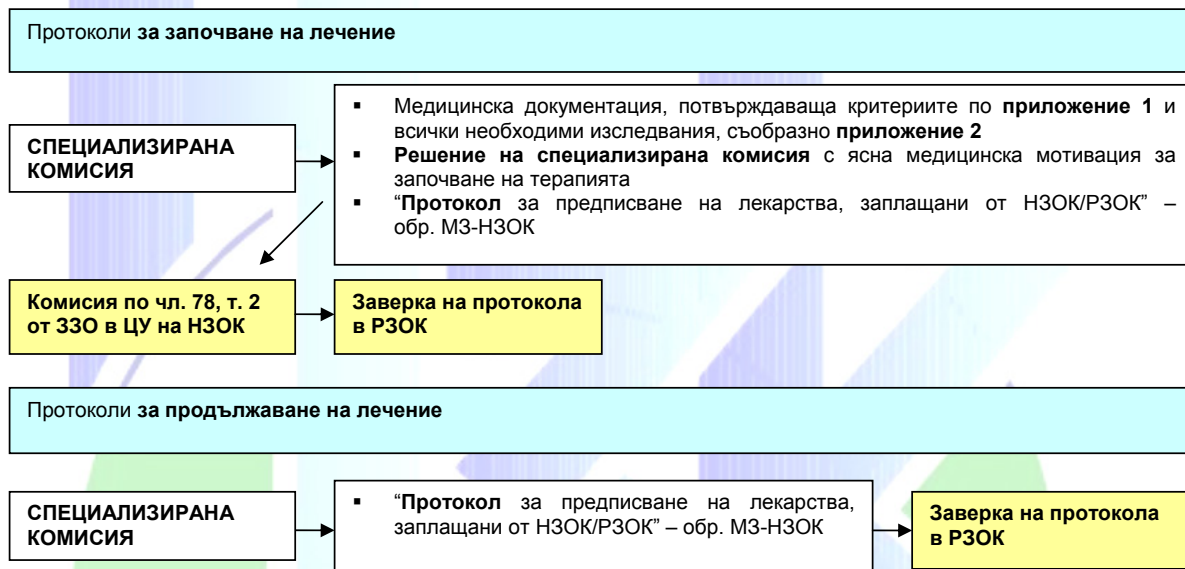 Протоколи за започване на лечение
СПЕЦИАЛИЗИРАНА
КОМИСИЯ
▪ Медицинска документация, потвърждаваща критериите по приложение 1 и
всички необходими изследвания, съобразно приложение 2
▪ Решение на специализирана комисия с ясна медицинска мотивация за
започване на терапията
▪ “Протокол за предписване на лекарства, заплащани от НЗОК/РЗОК” –
обр. МЗ-НЗОК
Комисия по чл. 78, т. 2
от ЗЗО в ЦУ на НЗОК
Заверка на протокола
в РЗОК
Протоколи за продължаване на лечение
СПЕЦИАЛИЗИРАНА
КОМИСИЯ
▪ “Протокол за предписване на лекарства,
заплащани от НЗОК/РЗОК” – обр. МЗ-НЗОК
Заверка на протокола
в РЗОК